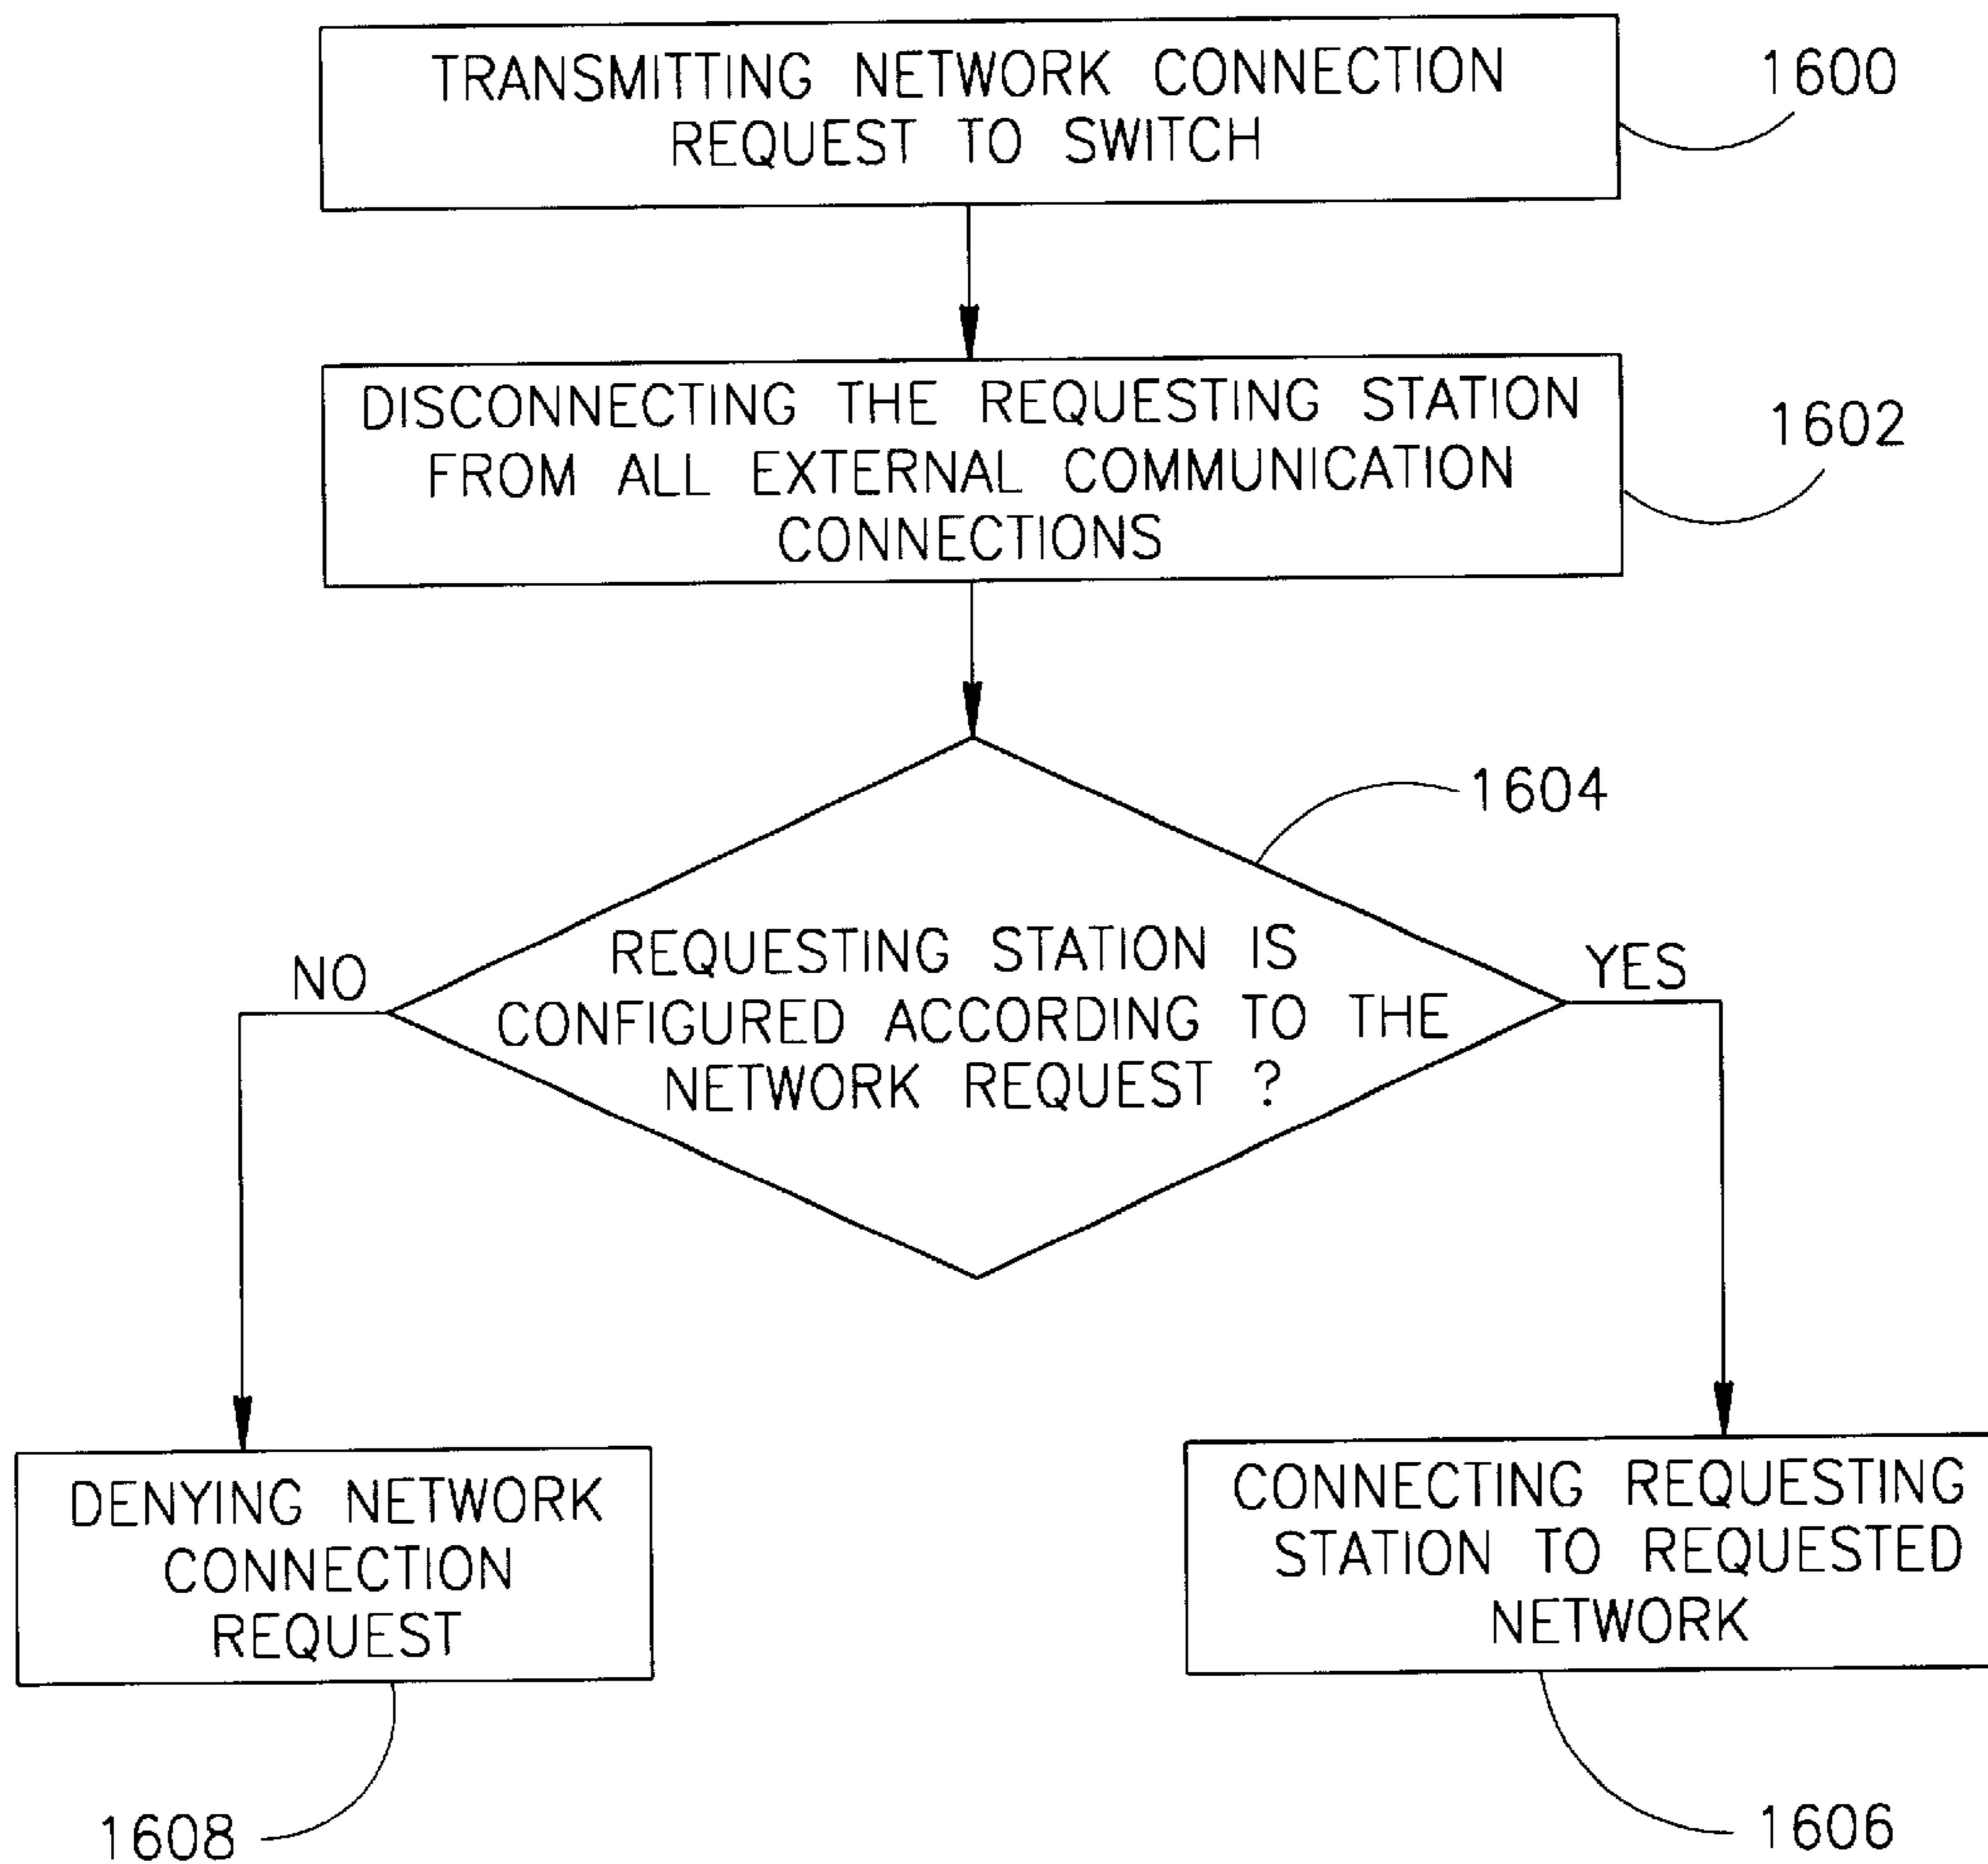 TRANSMITTING NETWORK CONNECTION
REQUEST TO SWITCH
1600
DISCONNECTING THE REQUESTING STATION
FROM ALL EXTERNAL COMMUNICATION
CONNECTIONS
1602
1604
REQUESTING STATION IS
CONFIGURED ACCORDING TO THE
NETWORK REQUEST ?
NO
YES
DENYING NETWORK
CONNECTION
REQUEST
CONNECTING REQUESTING
STATION TO REQUESTED
NETWORK
1608
1606